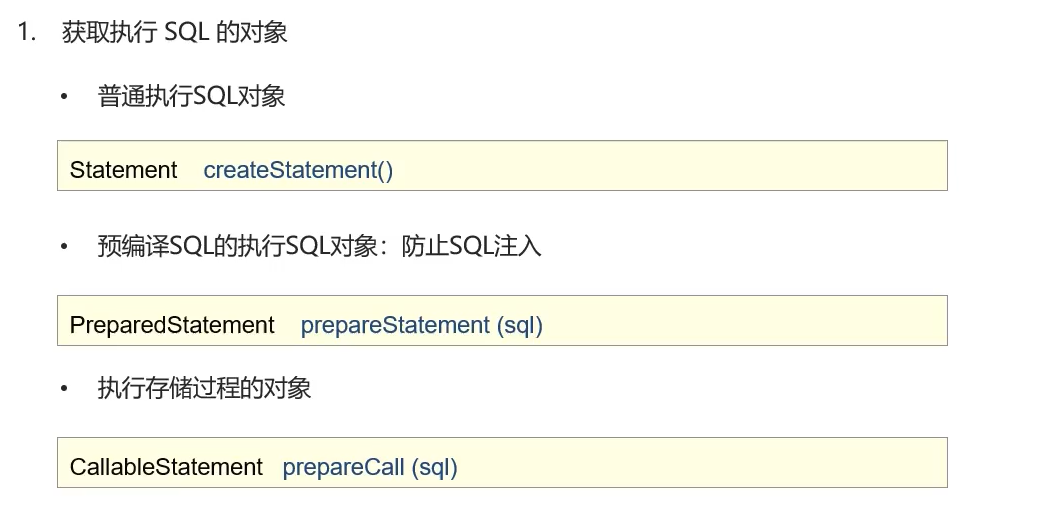 1. 获取执行 SQL 的对象
• 普通执行SQL对象
Statement createStatement()
• 预编译SQL的执行SQL对象：防止SQL注入
PreparedStatement prepareStatement (sql)
• 执行存储过程的对象
CallableStatement prepareCall (sql)